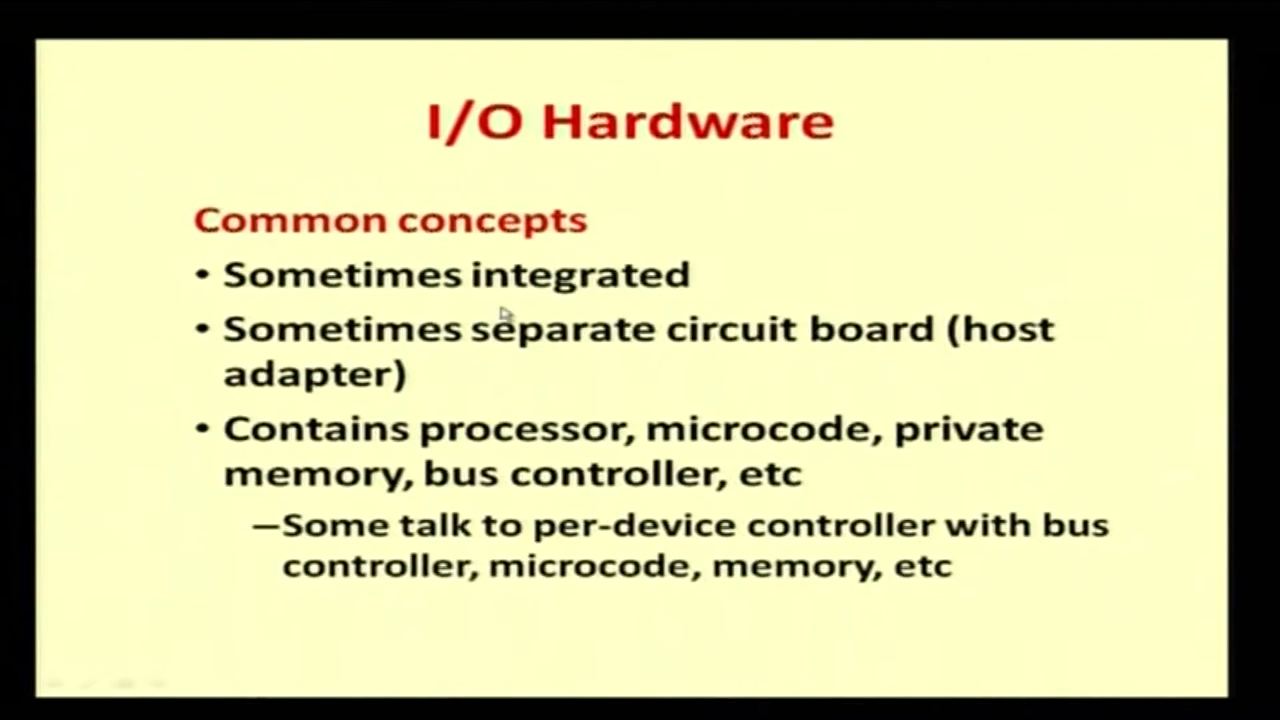 I/O Hardware
Common concepts
• Sometimes integrated
• Sometimes separate circuit board (host
adapter)
• Contains processor, microcode, private
memory, bus controller, etc
–Some talk to per-device controller with bus
controller, microcode, memory, etc